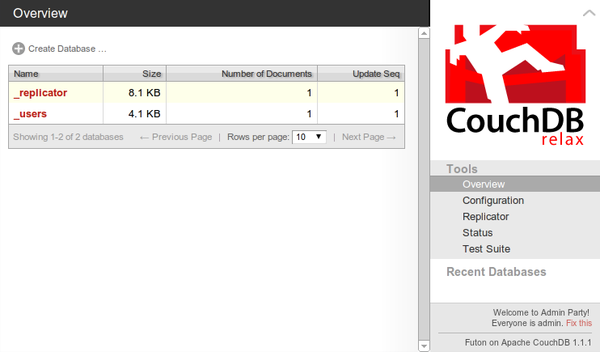 Overview
Create Database ...
Name Size Number of Documents Update Seq
_replicator 8.1 KB 1 1
_users 4.1 KB 1 1
Showing 1-2 of 2 databases ← Previous Page | Rows per page: 10 | Next Page →
CouchDB
relax
Tools
Overview
Configuration
Replicator
Status
Test Suite
Recent Databases
Welcome to Admin Party!
Everyone is admin. Fix this
Futon on Apache CouchDB 1.1.1